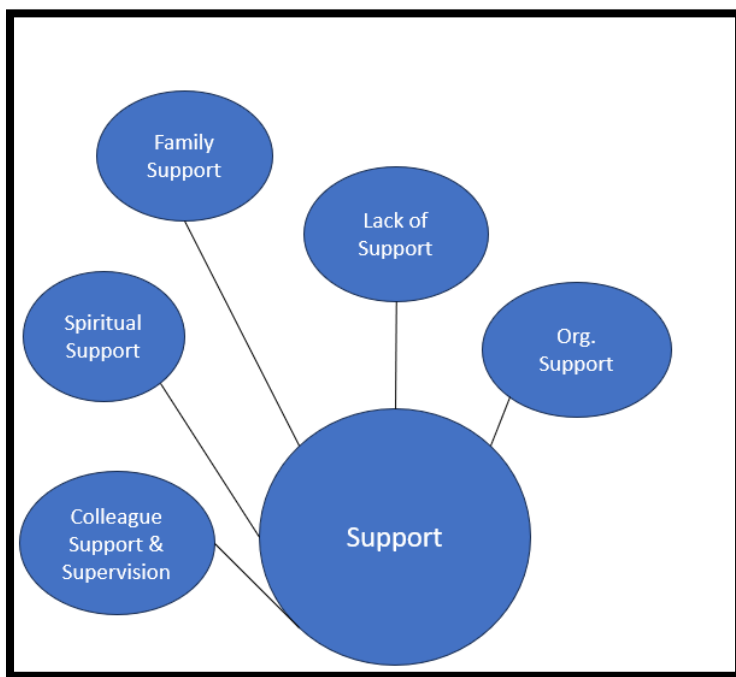 Family
Support
Lack of
Support
Spiritual
Support
Org.
Support
Colleague
Support &
Supervision
Support